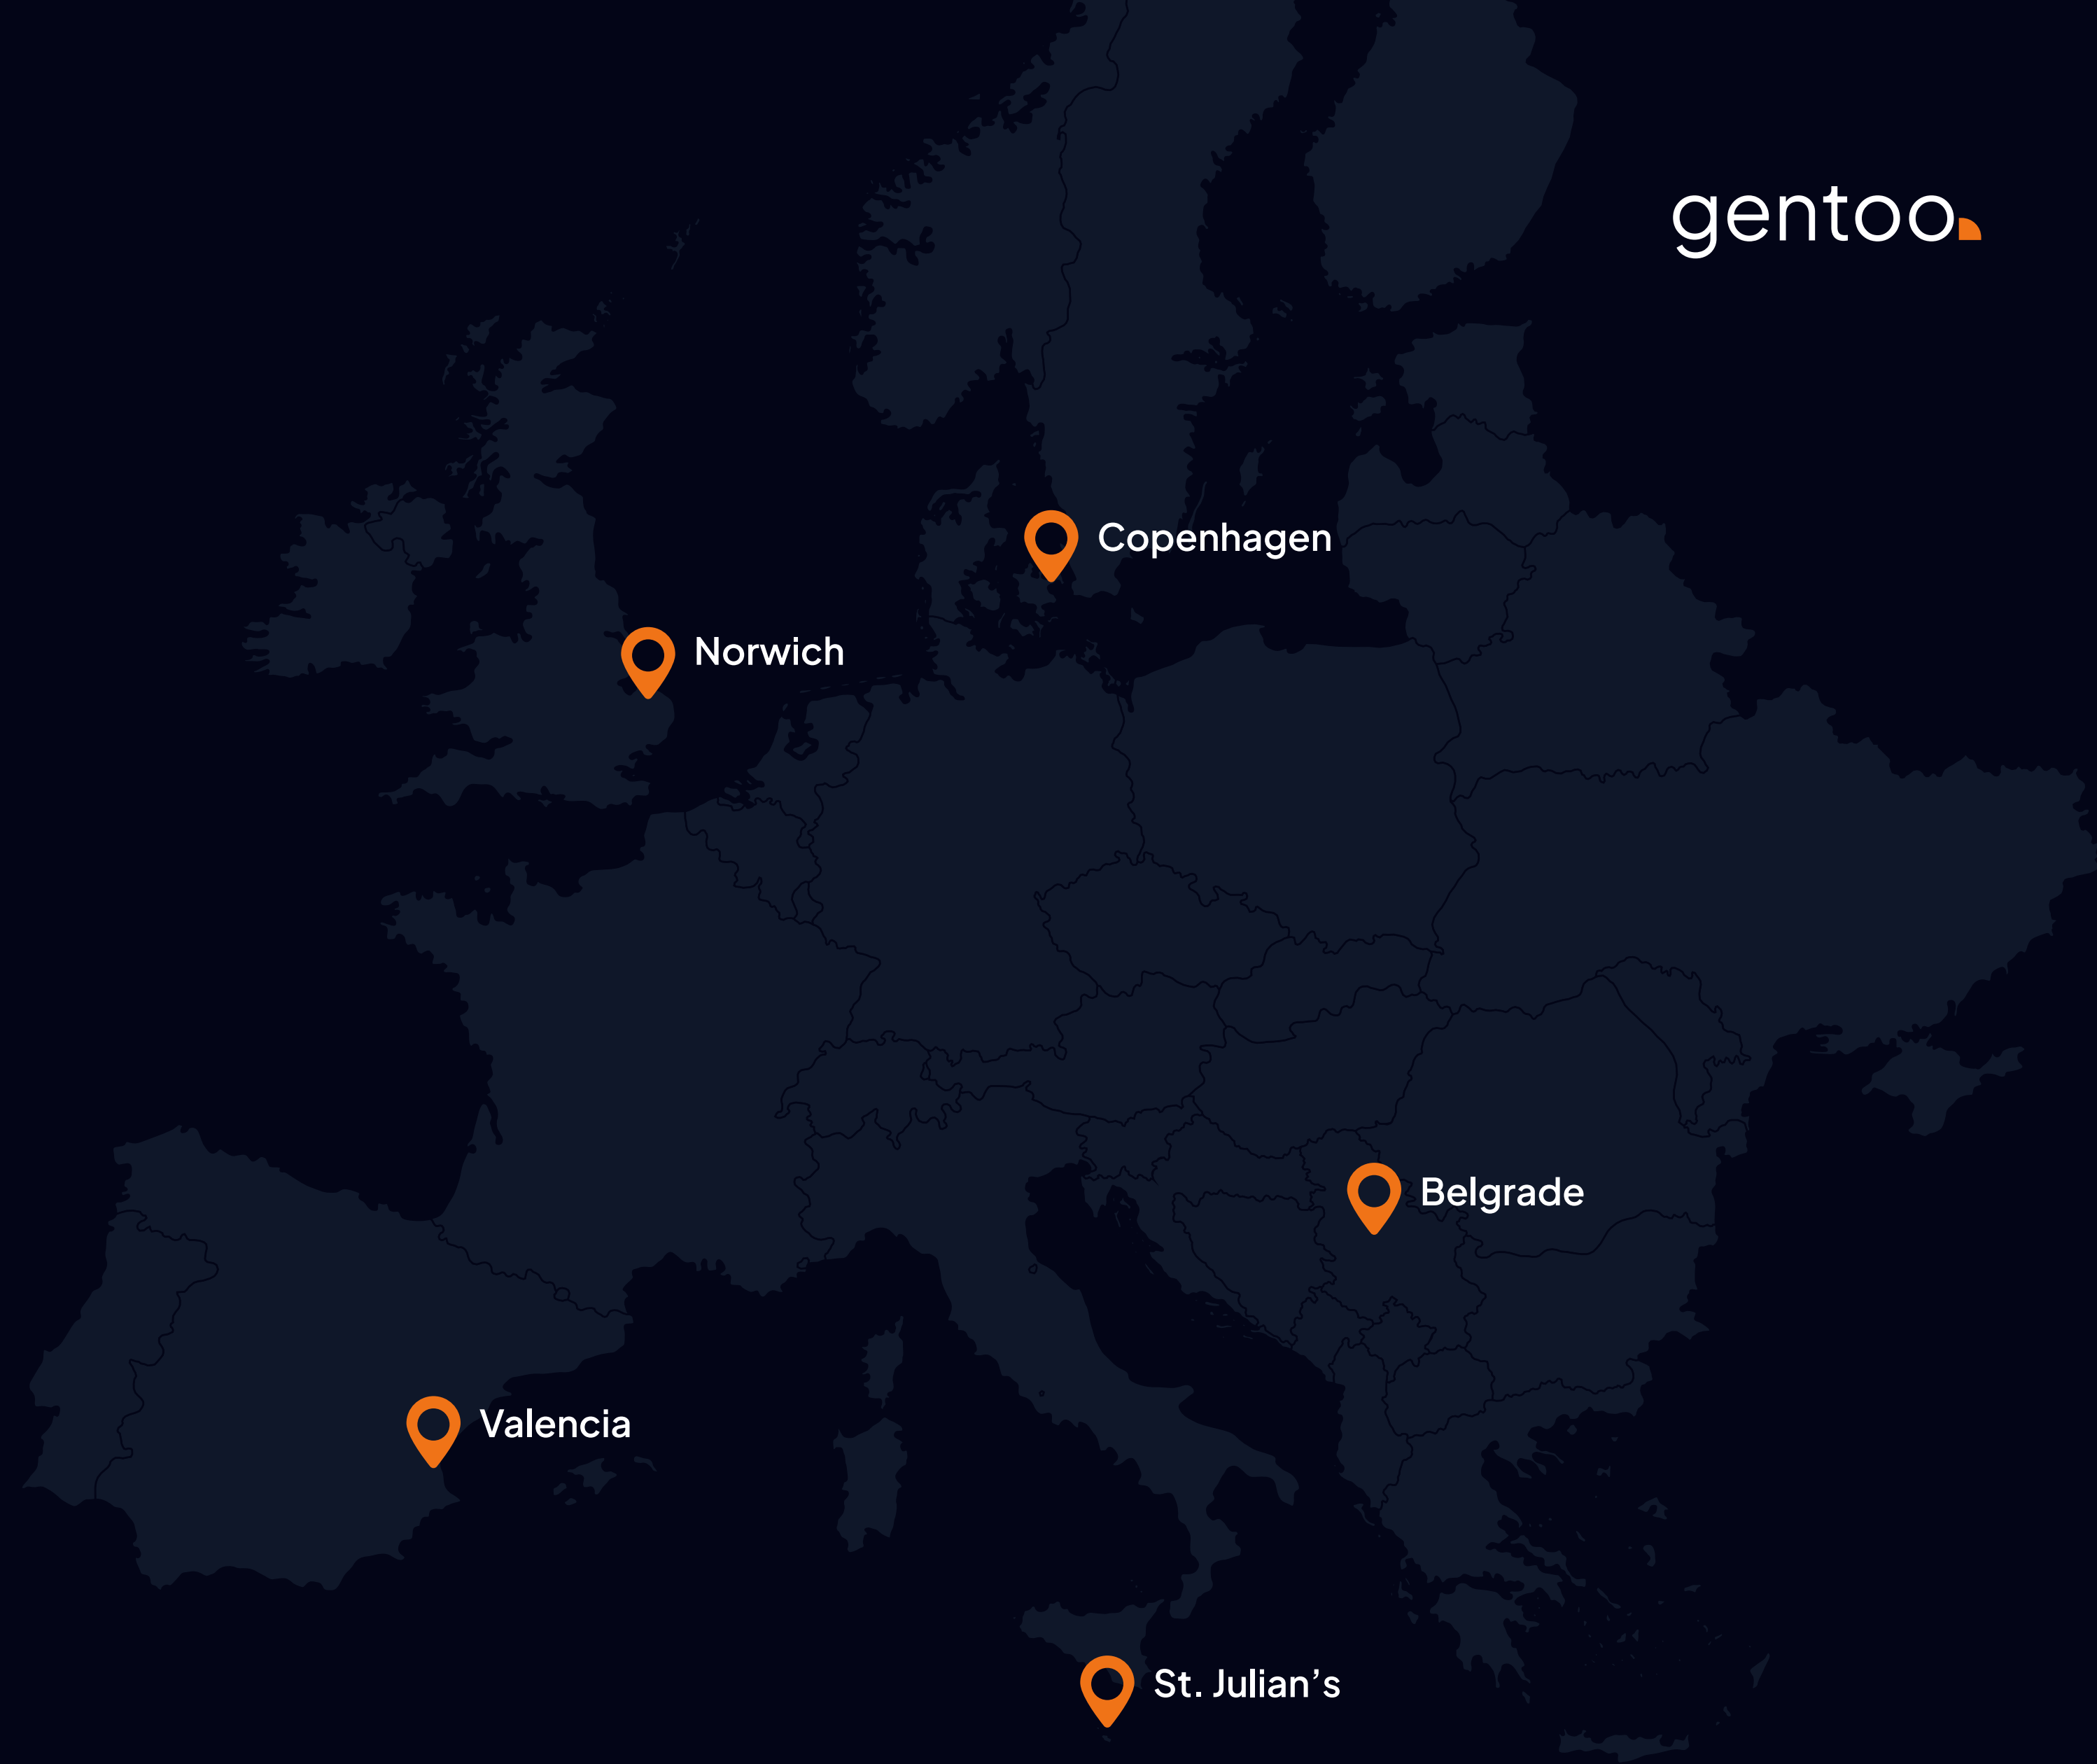 gentoo
Copenhagen
Norwich
Belgrade
Valencia
St. Julian’s